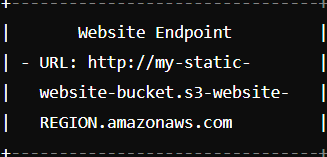 Website Endpoint
- URL: http://my-static-
website-bucket.s3-website-
REGION.amazonaws.com